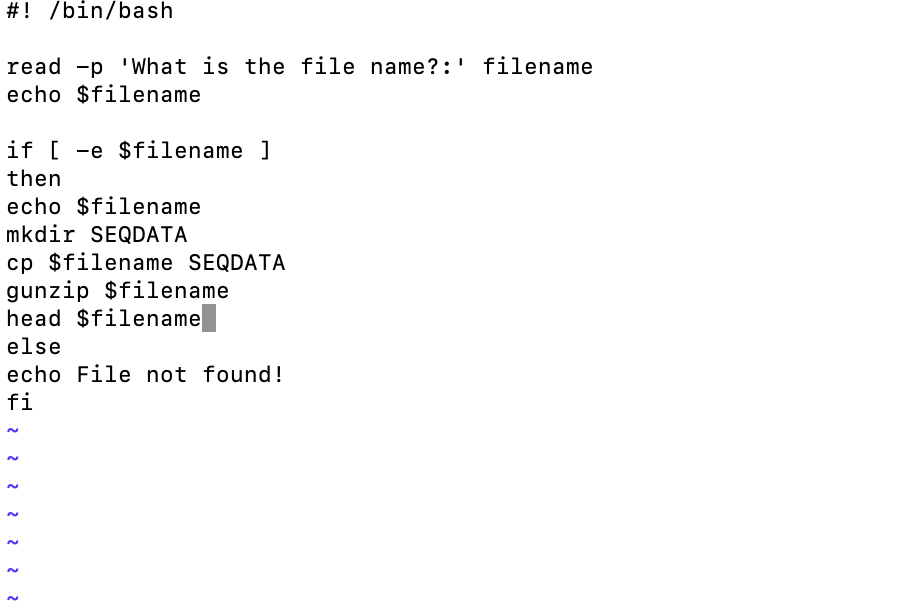 #! /bin/bash
read -p 'What is the file name?:' filename
echo $filename
if [ -e $filename ]
then
echo $filename
mkdir SEQDATA
cp $filename SEQDATA
gunzip $filename
head $filename
else
echo File not found!
fi
~
~
~
~
~
~
~